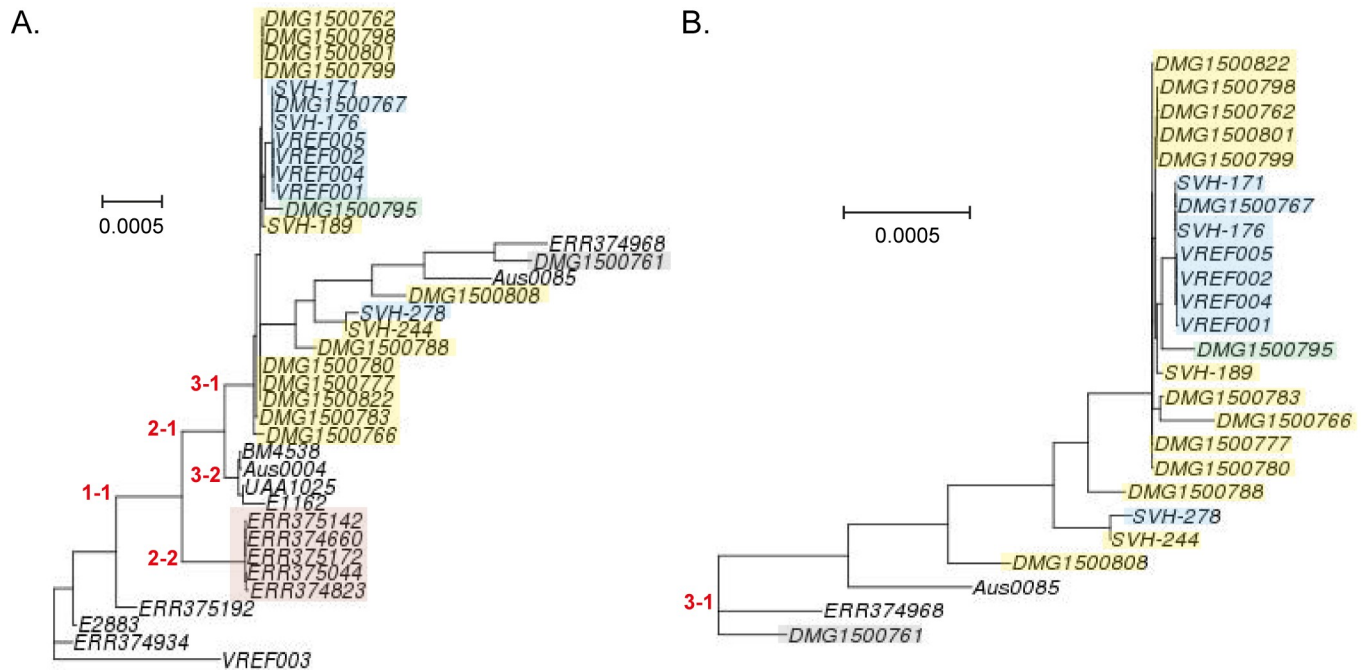 A.
DMG1500762
DMG1500798
DMG1500801
DMG1500799
SVH-171
DMG1500767
SVH-176
VREF005
VREF002
VREF004
VREF001
DMG1500795
SVH-189
0.0005
ERR374968
DMG1500761
Aus0085
DMG1500808
SVH-278
SVH-244
DMG1500788
DMG1500780
DMG1500777
DMG1500822
DMG1500783
DMG1500766
3-1
2-1
BM4538
Aus0004
UAA1025
E1162
3-2
1-1
ERR375142
ERR374660
ERR375172
ERR375044
ERR374823
2-2
ERR375192
E2883
ERR374934
VREF003
B.
DMG1500822
DMG1500798
DMG1500762
DMG1500801
DMG1500799
SVH-171
DMG1500767
SVH-176
VREF005
VREF002
VREF004
VREF001
DMG1500795
SVH-189
0.0005
DMG1500783
DMG1500766
DMG1500777
DMG1500780
DMG1500788
SVH-278
SVH-244
DMG1500808
Aus0085
3-1
ERR374968
DMG1500761